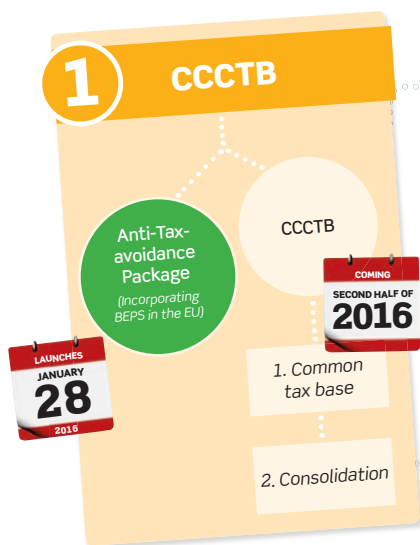 1
CCCTB
Anti-Tax-
avoidance
Package
(Incorporating
BEPS in the EU)
CCCTB
COMING
SECOND HALF OF
2016
LAUNCHES
JANUARY
28
2016
1. Common
tax base
2. Consolidation